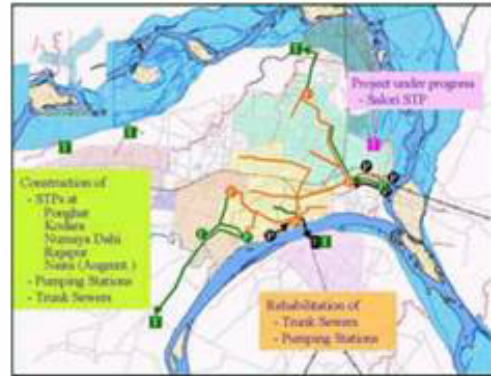 Project under progress
- Salori STP
Construction of
- STPs at
Ponghat
Kodara
Numaya Dahi
Rajapur
Naini (Augmt.)
- Pumping Stations
- Trunk Sewers
Rehabilitation of
- Trunk Sewers
- Pumping Stations